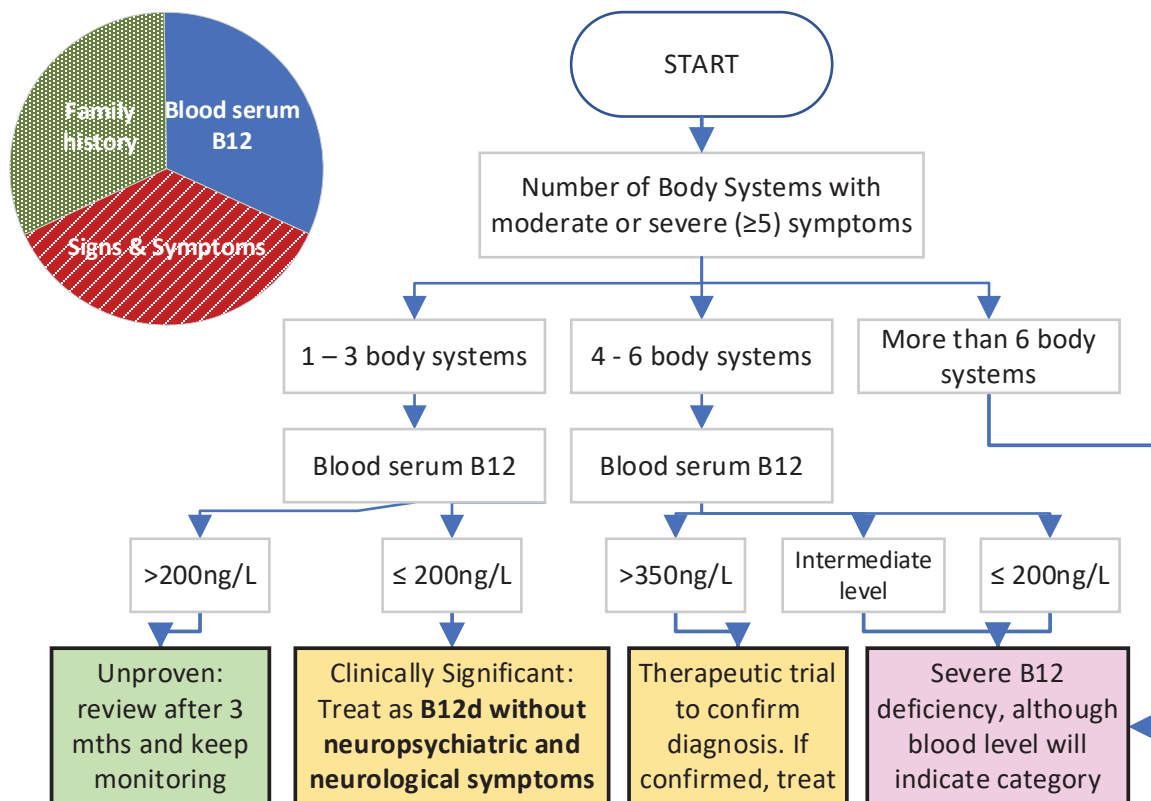 Family
history
Blood serum
B12
Signs & Symptoms
START
Number of Body Systems with
moderate or severe (≥5) symptoms
1 – 3 body systems
4 - 6 body systems
More than 6 body
systems
Blood serum B12
Blood serum B12
>200ng/L
≤ 200ng/L
>350ng/L
Intermediate
level
≤ 200ng/L
Unproven:
review after 3
mths and keep
monitoring
Clinically Significant:
Treat as B12d without
neuropsychiatric and
neurological symptoms
Therapeutic trial
to confirm
diagnosis. If
confirmed, treat
Severe B12
deficiency, although
blood level will
indicate category